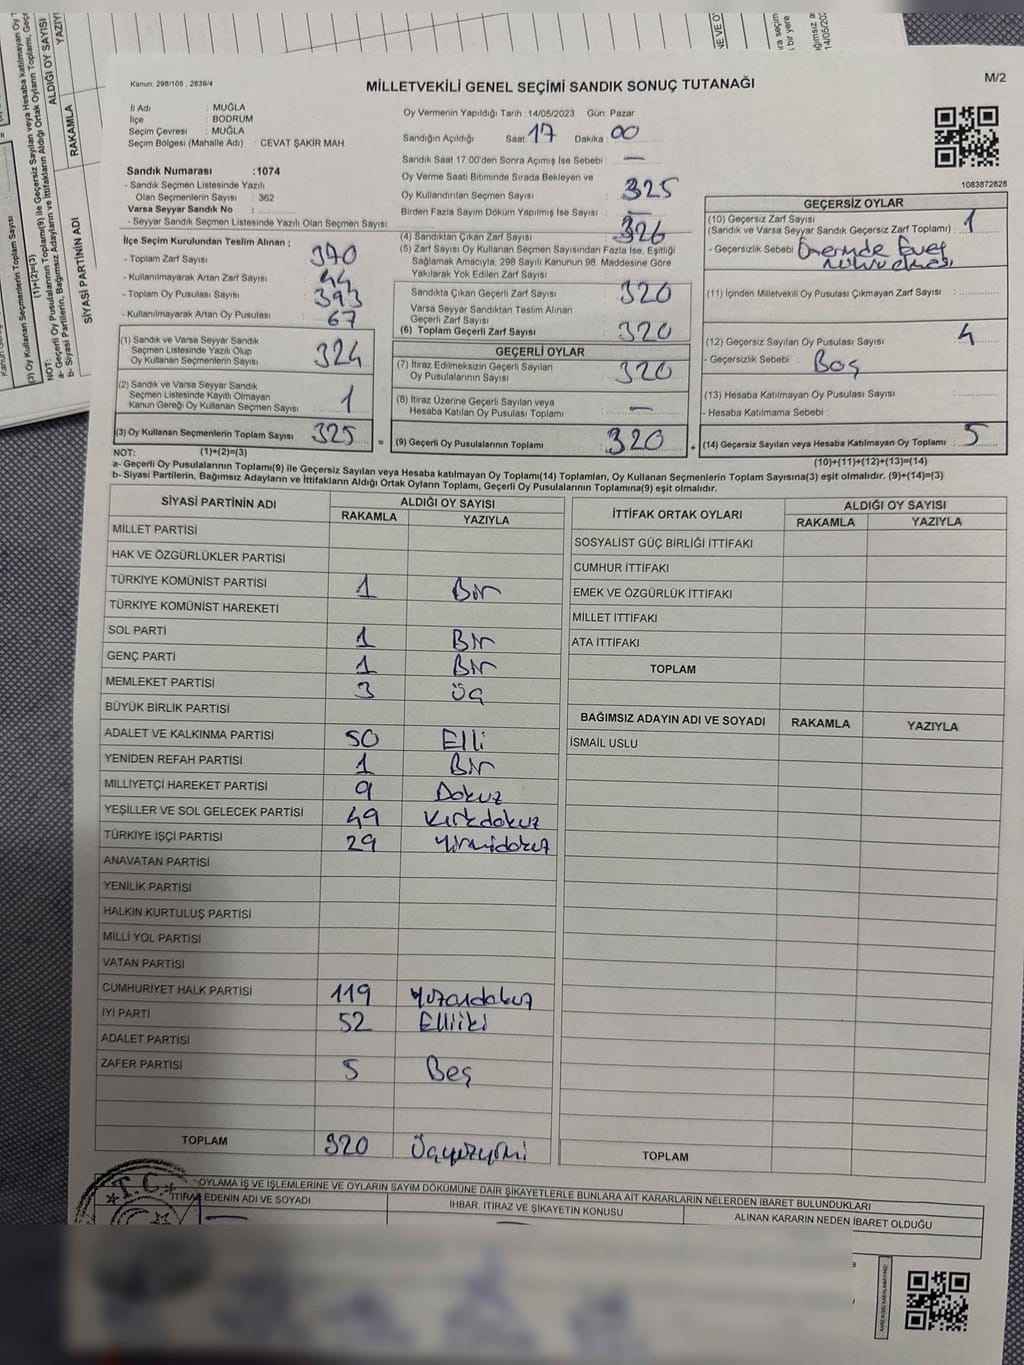 Kanun, 298/105 , 2839/4
MİLLETVEKİLİ GENEL SEÇİMİ SANDIK SONUÇ TUTANAĞI
M/2
İl Adı : MUĞLA
İlçe : BODRUM
Seçim Çevresi : MUĞLA
Seçim Bölgesi (Mahalle Adı) : CEVAT ŞAKİR MAH.
Oy Vermenin Yapıldığı Tarih : 14/05/2023 Gün: Pazar
Sandığın Açıldığı Saat: 17 Dakika : 00
Sandık Saat 17:00'den Sonra Açımış İse Sebebi : —
Oy Verme Saati Bitiminde Sırada Bekleyen ve
Oy Kullandırılan Seçmen Sayısı : 325
Birden Fazla Sayım Döküm Yapılmış İse Sayısı : —
Sandık Numarası :1074
- Sandık Seçmen Listesinde Yazılı
Olan Seçmenlerin Sayısı : 362
Varsa Seyyar Sandık No :
- Seyyar Sandık Seçmen Listesinde Yazılı Olan Seçmen Sayısı:
İlçe Seçim Kurulundan Teslim Alınan ;
- Toplam Zarf Sayısı : 370
- Kullanılmayarak Artan Zarf Sayısı : 44
- Toplam Oy Pusulası Sayısı : 393
- Kullanılmayarak Artan Oy Pusulası : 67
(1) Sandık ve Varsa Seyyar Sandık
Seçmen Listesinde Yazılı Olup
Oy Kullanan Seçmenlerin Sayısı : 324
(2) Sandık ve Varsa Seyyar Sandık
Seçmen Listesinde Kayıtlı Olmayan
Kanun Gereği Oy Kullanan Seçmen Sayısı : 1
(3) Oy Kullanan Seçmenlerin Toplam Sayısı : 325
(4) Sandıktan Çıkan Zarf Sayısı : 326
(5) Zarf Sayısı Oy Kullanan Seçmen Sayısından Fazla İse, Eşitliği
Sağlamak Amacıyla, 298 Sayılı Kanunun 98. Maddesine Göre
Yakılarak Yok Edilen Zarf Sayısı
Sandıkta Çıkan Geçerli Zarf Sayısı : 320
Varsa Seyyar Sandıktan Teslim Alınan
Geçerli Zarf Sayısı :
(6) Toplam Geçerli Zarf Sayısı : 320
GEÇERLİ OYLAR
(7) İtiraz Edilmeksizin Geçerli Sayılan
Oy Pusulalarının Sayısı : 320
(8) İtiraz Üzerine Geçerli Sayılan veya
Hesaba Katılan Oy Pusulası Toplamı : —
= (9) Geçerli Oy Pusulalarının Toplamı : 320
1083872828
GEÇERSİZ OYLAR
(10) Geçersiz Zarf Sayısı
(Sandık ve Varsa Seyyar Sandık Geçersiz Zarf Toplamı) : 1
- Geçersizlik Sebebi : Üzerinde Evet
(11) İçinden Milletvekili Oy Pusulası Çıkmayan Zarf Sayısı :
(12) Geçersiz Sayılan Oy Pusulası Sayısı : 4
- Geçersizlik Sebebi : Boş
(13) Hesaba Katılmayan Oy Pusulası Sayısı :
- Hesaba Katılmama Sebebi :
+ (14) Geçersiz Sayılan veya Hesaba Katılmayan Oy Toplamı : 5
NOT: (1)+(2)=(3)
(10)+(11)+(12)+(13)=(14)
a- Geçerli Oy Pusulalarının Toplamı(9) ile Geçersiz Sayılan veya Hesaba katılmayan Oy Toplamı(14) Toplamları, Oy Kullanan Seçmenlerin Toplam Sayısına(3) eşit olmalıdır. (9)+(14)=(3)
b- Siyasi Partilerin, Bağımsız Adayların ve İttifakların Aldığı Ortak Oyların Toplamı, Geçerli Oy Pusulalarının Toplamına(9) eşit olmalıdır.
SİYASİ PARTİNİN ADI ALDIĞI OY SAYISI
RAKAMLA YAZIYLA
MİLLET PARTİSİ
HAK VE ÖZGÜRLÜKLER PARTİSİ
TÜRKİYE KOMÜNİST PARTİSİ 1 Bir
TÜRKİYE KOMÜNİST HAREKETİ
SOL PARTİ 1 Bir
GENÇ PARTİ 1 Bir
MEMLEKET PARTİSİ 3 Üç
BÜYÜK BİRLİK PARTİSİ
ADALET VE KALKINMA PARTİSİ 50 Elli
YENİDEN REFAH PARTİSİ 1 Bir
MİLLİYETÇİ HAREKET PARTİSİ 9 Dokuz
YEŞİLLER VE SOL GELECEK PARTİSİ 49 Kırkdokuz
TÜRKİYE İŞÇİ PARTİSİ 29 Yirmidokuz
ANAVATAN PARTİSİ
YENİLİK PARTİSİ
HALKIN KURTULUŞ PARTİSİ
MİLLİ YOL PARTİSİ
VATAN PARTİSİ
CUMHURİYET HALK PARTİSİ 119 Yüzondokuz
İYİ PARTİ 52 Elliiki
ADALET PARTİSİ
ZAFER PARTİSİ 5 Beş
TOPLAM 320 Üçyüzyirmi
İTTİFAK ORTAK OYLARI ALDIĞI OY SAYISI
RAKAMLA YAZIYLA
SOSYALİST GÜÇ BİRLİĞİ İTTİFAKI
CUMHUR İTTİFAKI
EMEK VE ÖZGÜRLÜK İTTİFAKI
MİLLET İTTİFAKI
ATA İTTİFAKI
TOPLAM
BAĞIMSIZ ADAYIN ADI VE SOYADI RAKAMLA YAZIYLA
İSMAİL USLU
TOPLAM
OYLAMA İŞ VE İŞLEMLERİNE VE OYLARIN SAYIM DÖKÜMÜNE DAİR ŞİKAYETLERLE BUNLARA AİT KARARLARIN NELERDEN İBARET BULUNDUKLARI
İTİRAZ EDENİN ADI VE SOYADI İHBAR, İTİRAZ VE ŞİKAYETİN KONUSU ALINAN KARARIN NEDEN İBARET OLDUĞU
T.C.